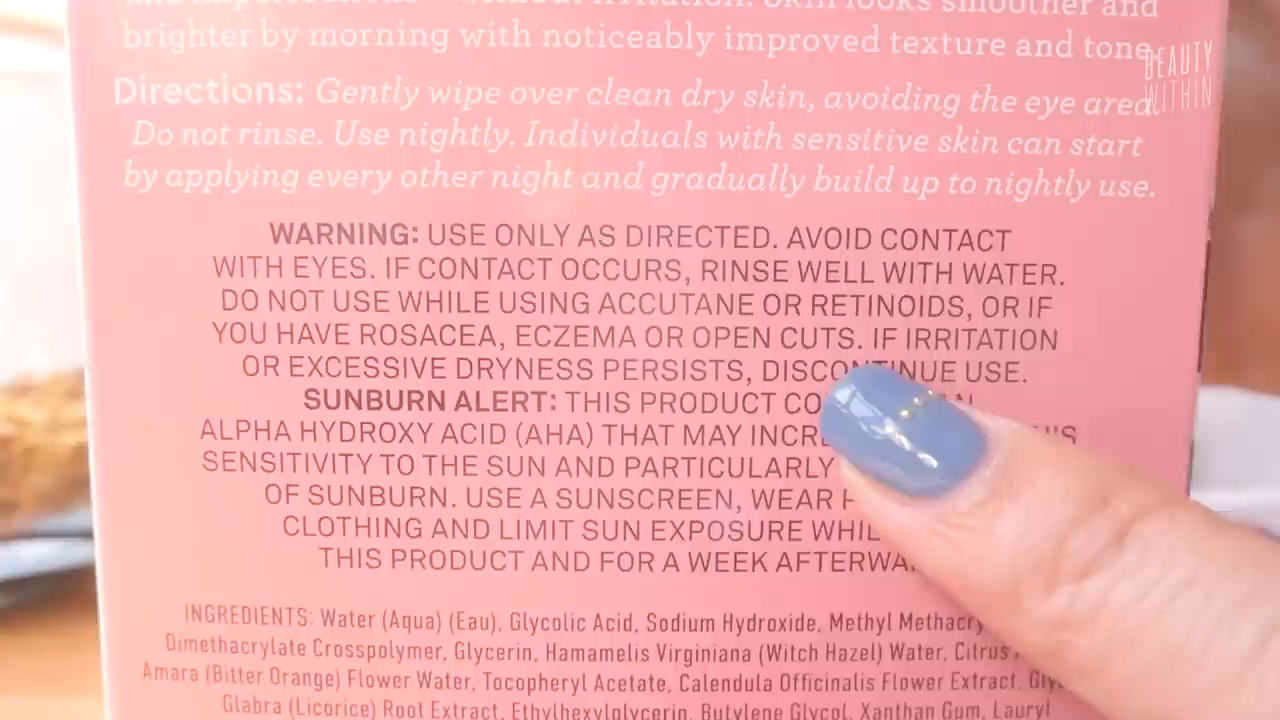 without irritation. Skin looks smoother and
brighter by morning with noticeably improved texture and tone.
Directions: Gently wipe over clean dry skin, avoiding the eye area.
Do not rinse. Use nightly. Individuals with sensitive skin can start
by applying every other night and gradually build up to nightly use.
WARNING: USE ONLY AS DIRECTED. AVOID CONTACT
WITH EYES. IF CONTACT OCCURS, RINSE WELL WITH WATER.
DO NOT USE WHILE USING ACCUTANE OR RETINOIDS, OR IF
YOU HAVE ROSACEA, ECZEMA OR OPEN CUTS. IF IRRITATION
OR EXCESSIVE DRYNESS PERSISTS, DISCONTINUE USE.
SUNBURN ALERT: THIS PRODUCT
ALPHA HYDROXY ACID (AHA) THAT MAY
SENSITIVITY TO THE SUN AND PARTICULARLY
OF SUNBURN. USE A SUNSCREEN, WEAR
CLOTHING AND LIMIT SUN EXPOSURE
THIS PRODUCT AND FOR A WEEK
INGREDIENTS: Water (Aqua) (Eau), Glycolic Acid, Sodium Hydroxide, Methyl
Dimethacrylate Crosspolymer, Glycerin, Hamamelis Virginiana (Witch Hazel) Water, Citrus
Amara (Bitter Orange) Flower Water, Tocopheryl Acetate, Calendula Officinalis Flower Extract,
Glabra (Licorice) Root Extract, Ethylhexylglycerin, Butylene Glycol, Xanthan Gum, Lauryl
BEAUTY
WITHIN